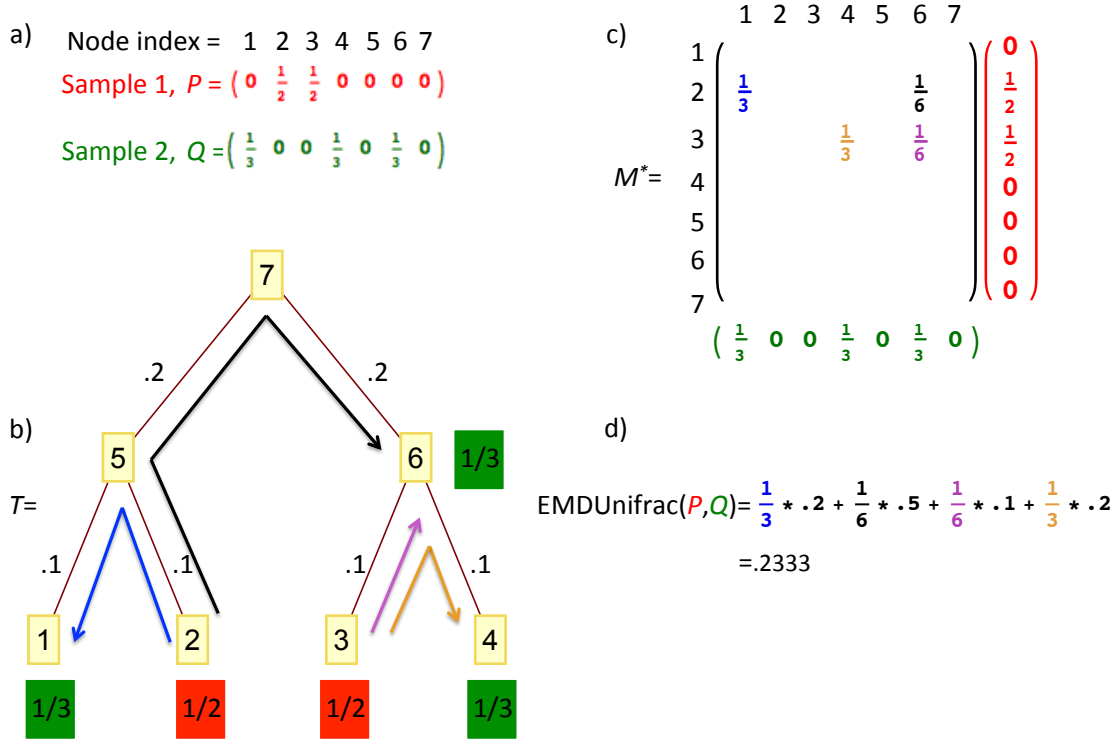 a)
Node index = 1 2 3 4 5 6 7
Sample 1, P = ( 0 1/2 1/2 0 0 0 0 )
Sample 2, Q =( 1/3 0 0 1/3 0 1/3 0 )
b)
T=
7
.2 .2
5 6 1/3
.1 .1 .1 .1
1 2 3 4
1/3 1/2 1/2 1/3
c)
1 2 3 4 5 6 7
1 0
2 1/3 1/6 1/2
3 1/3 1/6 1/2
M*=
4 0
5 0
6 0
7 0
( 1/3 0 0 1/3 0 1/3 0 )
d)
EMDUnifrac(P,Q)= 1/3 * .2 + 1/6 * .5 + 1/6 * .1 + 1/3 * .2
=.2333